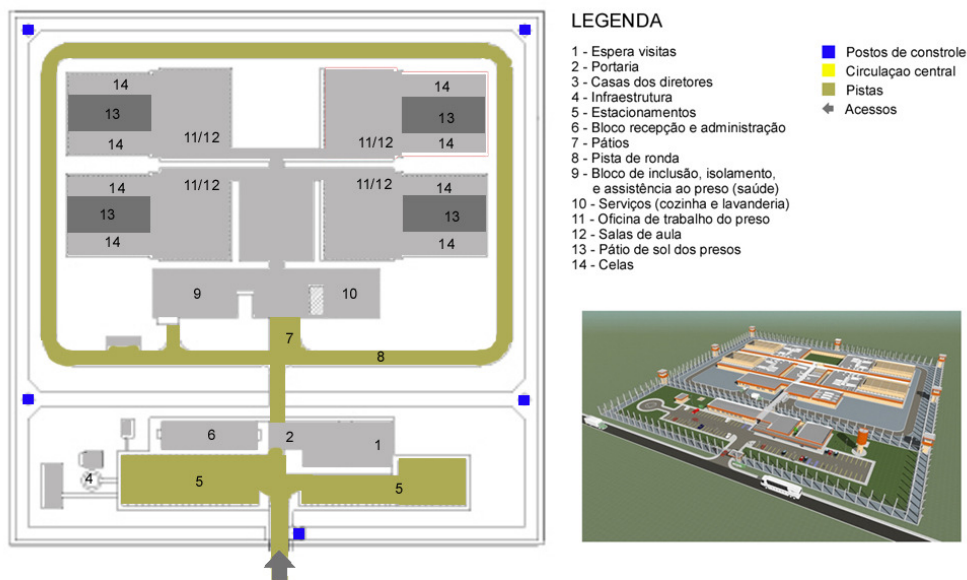 14
14
13
13
14
11/12
11/12
14
14
11/12
11/12
14
13
13
14
14
9
10
7
8
6
2
1
4
5
5
LEGENDA
1 - Espera visitas
2 - Portaria
3 - Casas dos diretores
4 - Infraestrutura
5 - Estacionamentos
6 - Bloco recepção e administração
7 - Pátios
8 - Pista de ronda
9 - Bloco de inclusão, isolamento,
e assistência ao preso (saúde)
10 - Serviços (cozinha e lavanderia)
11 - Oficina de trabalho do preso
12 - Salas de aula
13 - Pátio de sol dos presos
14 - Celas
Postos de constrole
Circulaçao central
Pistas
Acessos